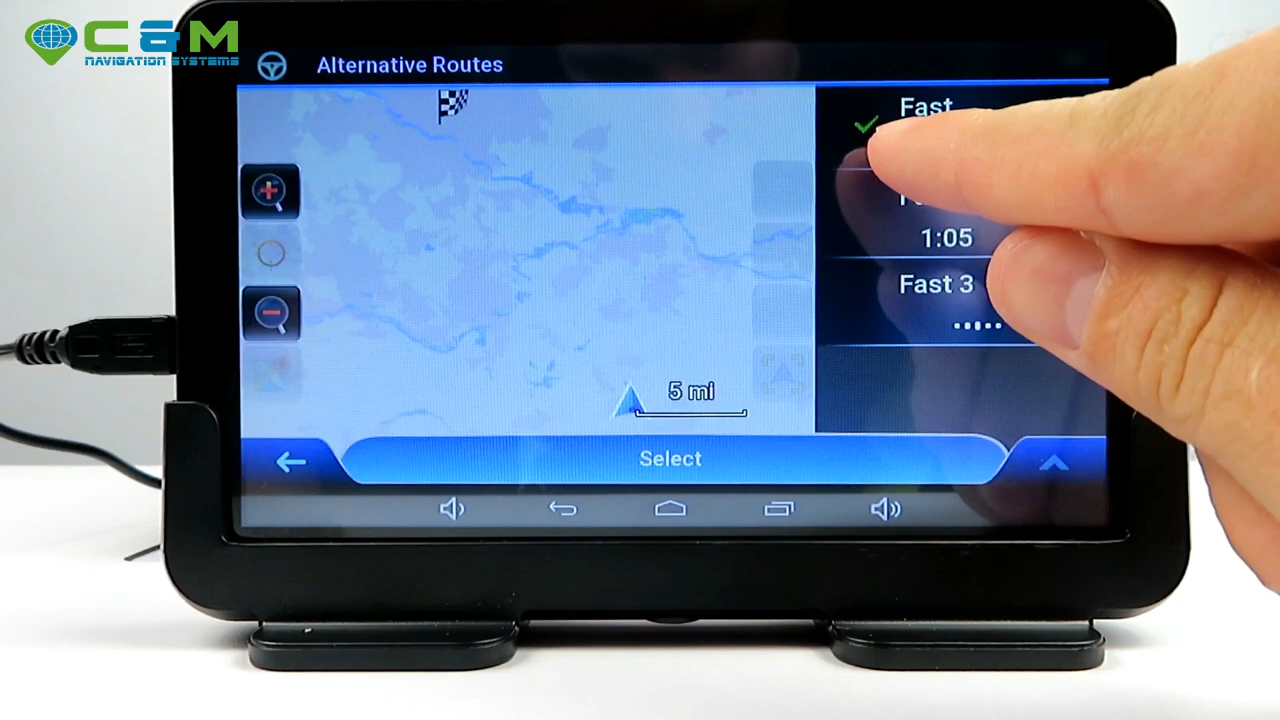 C & M
NAVIGATION SYSTEMS
Alternative Routes
Fast
1:05
Fast 3
5 mi
Select